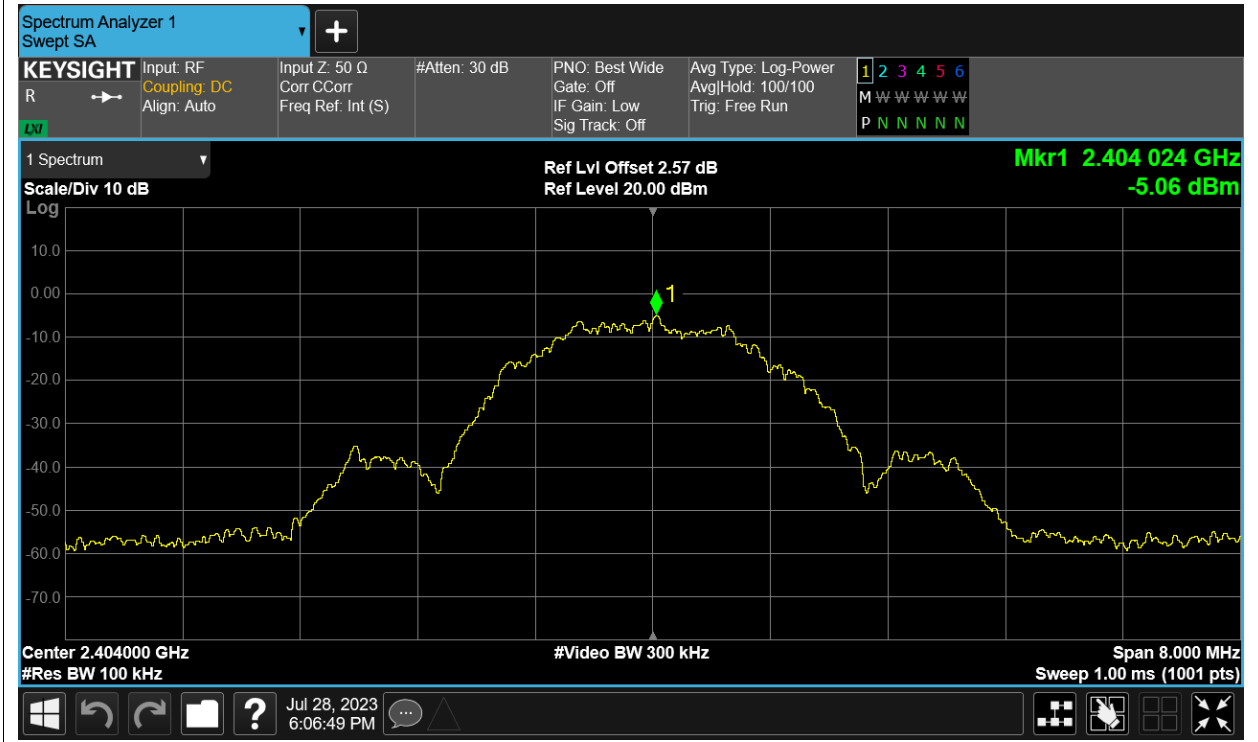 Spectrum Analyzer 1
Swept SA
KEYSIGHT
R
LXI
Input: RF
Coupling: DC
Align: Auto
Input Z: 50 Ω
Corr CCorr
Freq Ref: Int (S)
#Atten: 30 dB
PNO: Best Wide
Gate: Off
IF Gain: Low
Sig Track: Off
Avg Type: Log-Power
Avg|Hold: 100/100
Trig: Free Run
1 2 3 4 5 6
M W W W W W
P N N N N N
1 Spectrum
Scale/Div 10 dB
Log
Ref Lvl Offset 2.57 dB
Ref Level 20.00 dBm
Mkr1 2.404 024 GHz
-5.06 dBm
10.0
0.00
1
-10.0
-20.0
-30.0
-40.0
-50.0
-60.0
-70.0
Center 2.404000 GHz
#Res BW 100 kHz
#Video BW 300 kHz
Span 8.000 MHz
Sweep 1.00 ms (1001 pts)
?
Jul 28, 2023
6:06:49 PM